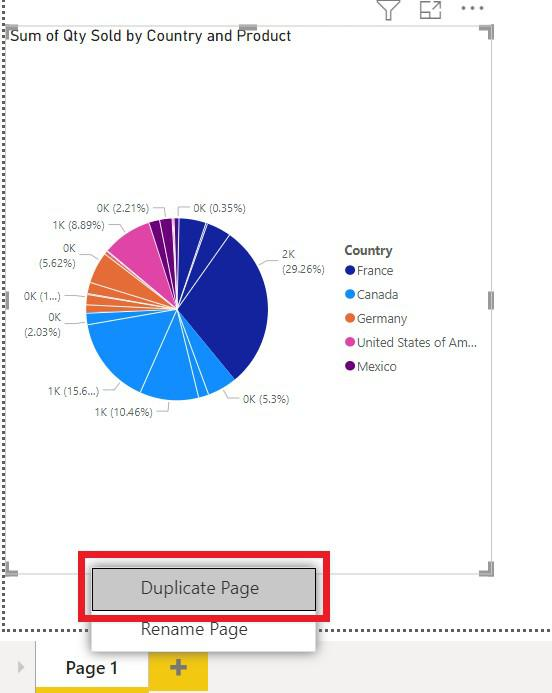 Sum of Qty Sold by Country and Product
0K (2.21%)
0K (0.35%)
1K (8.89%)
2K
(29.26%)
0K
(5.62%)
0K (1...)
0K
(2.03%)
1K (15.6...)
1K (10.46%)
0K (5.3%)
Country
France
Canada
Germany
United States of Am...
Mexico
Duplicate Page
Rename Page
Page 1